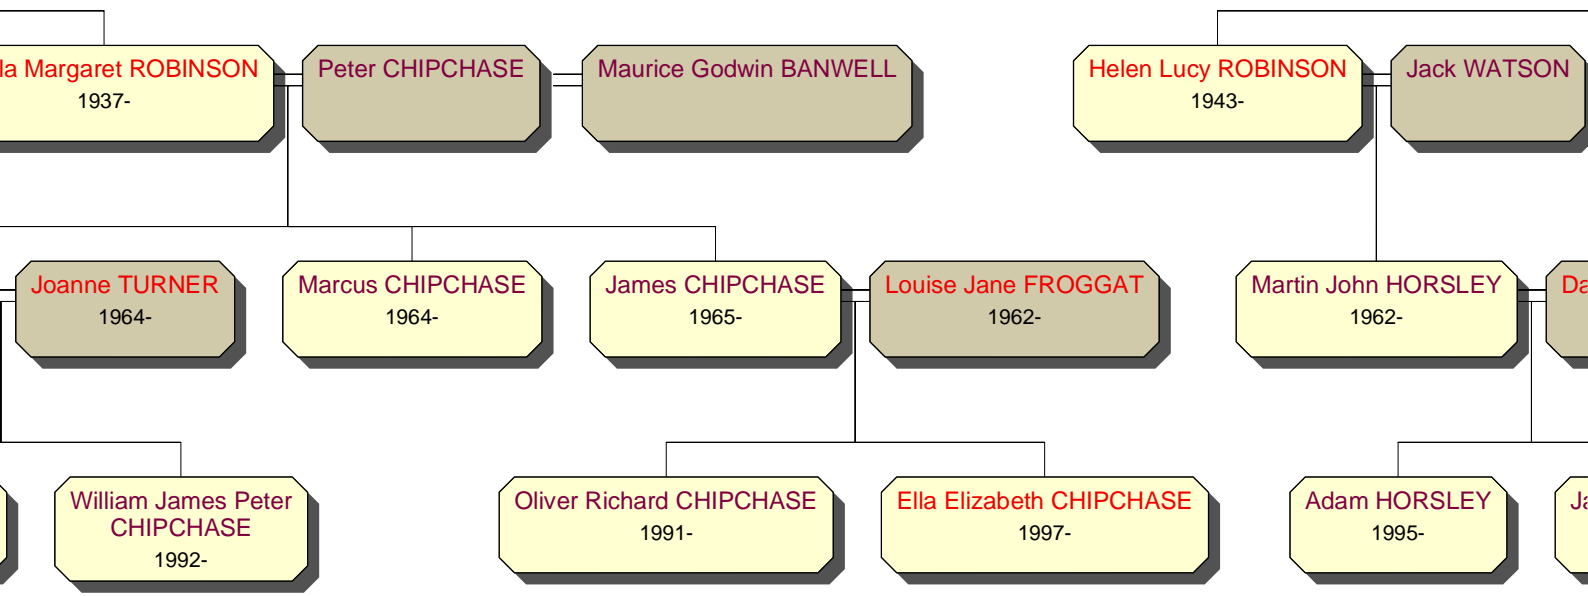 la Margaret ROBINSON
1937-
Peter CHIPCHASE
Maurice Godwin BANWELL
Helen Lucy ROBINSON
1943-
Jack WATSON
Joanne TURNER
1964-
Marcus CHIPCHASE
1964-
James CHIPCHASE
1965-
Louise Jane FROGGAT
1962-
Martin John HORSLEY
1962-
Da
William James Peter
CHIPCHASE
1992-
Oliver Richard CHIPCHASE
1991-
Ella Elizabeth CHIPCHASE
1997-
Adam HORSLEY
1995-
Ja